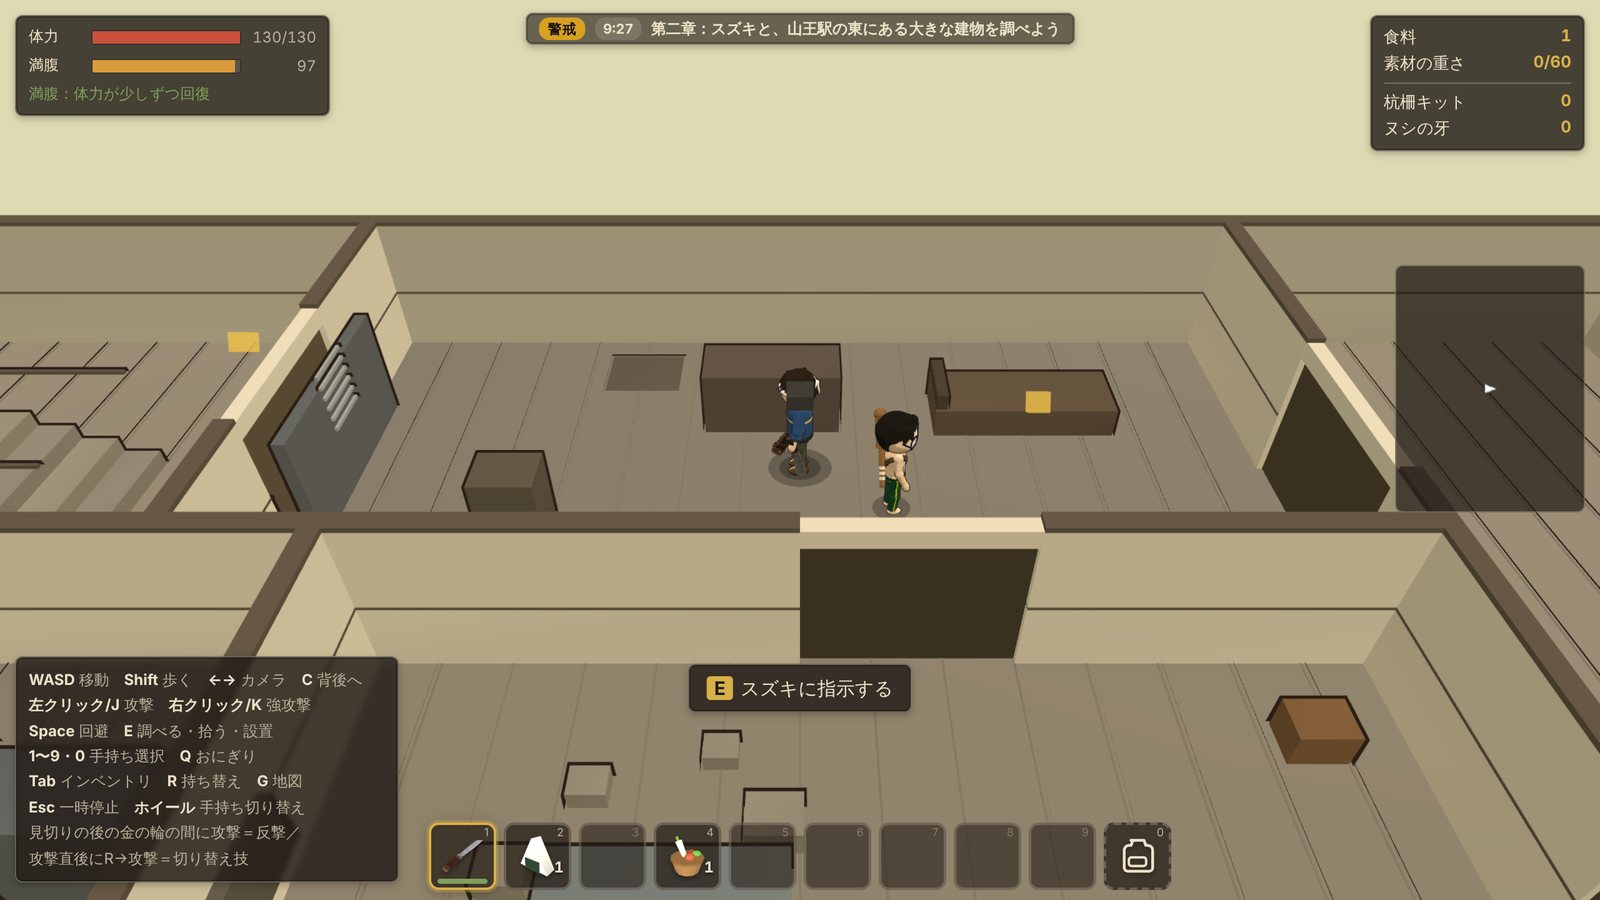 体力 130/130
満腹 97
満腹：体力が少しずつ回復
警戒 9:27 第二章：スズキと、山王駅の東にある大きな建物を調べよう
食料 1
素材の重さ 0/60
杭柵キット 0
ヌシの牙 0
E スズキに指示する
WASD 移動 Shift 歩く ←→ カメラ C 背後へ
左クリック/J 攻撃 右クリック/K 強攻撃
Space 回避 E 調べる・拾う・設置
1〜9・0 手持ち選択 Q おにぎり
Tab インベントリ R 持ち替え G 地図
Esc 一時停止 ホイール 手持ち切り替え
見切りの後の金の輪の間に攻撃＝反撃／
攻撃直後にR→攻撃＝切り替え技
1 2 3 4 5 6 7 8 9 0
1 1